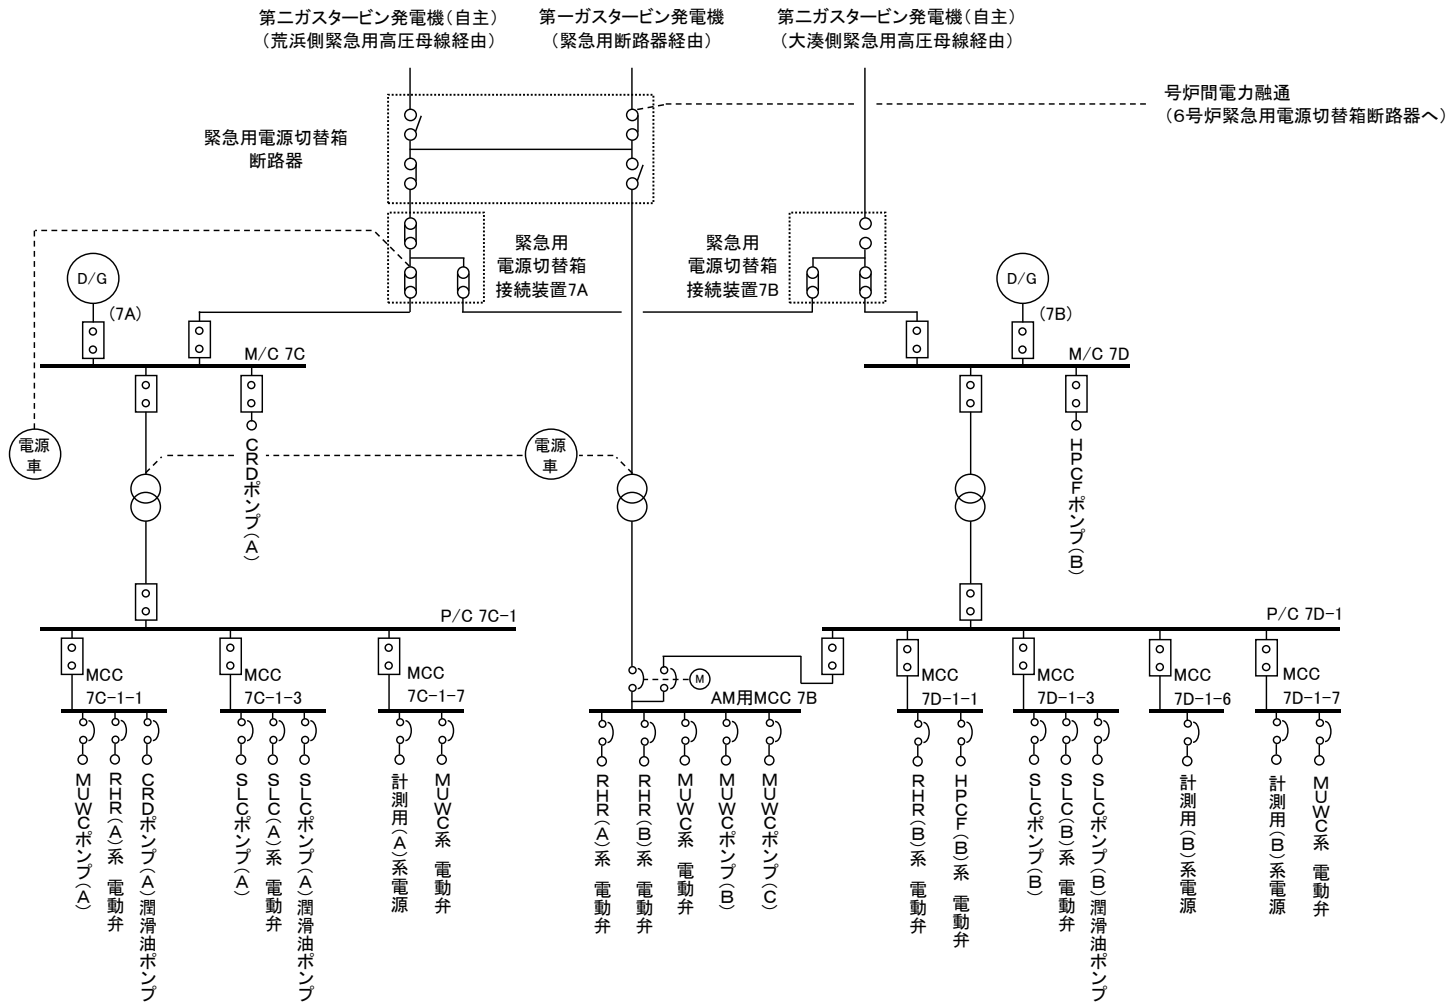 第二ガスタービン発電機(自主)
(荒浜側緊急用高圧母線経由)
第一ガスタービン発電機
(緊急用断路器経由)
第二ガスタービン発電機(自主)
(大湊側緊急用高圧母線経由)
号炉間電力融通
(6号炉緊急用電源切替箱断路器へ)
緊急用電源切替箱
断路器
緊急用
電源切替箱
接続装置7A
緊急用
電源切替箱
接続装置7B
D/G
(7A)
D/G
(7B)
M/C 7C
M/C 7D
電源
車
電源
車
CRDポンプ(A)
HPCFポンプ(B)
P/C 7C-1
P/C 7D-1
MCC
7C-1-1
MCC
7C-1-3
MCC
7C-1-7
M
AM用MCC 7B
MCC
7D-1-1
MCC
7D-1-3
MCC
7D-1-6
MCC
7D-1-7
MUWCポンプ(A)
RHR(A)系 電動弁
CRDポンプ(A)潤滑油ポンプ
SLCポンプ(A)
SLC(A)系 電動弁
SLCポンプ(A)潤滑油ポンプ
計測用(A)系電源
MUWC系 電動弁
RHR(A)系 電動弁
RHR(B)系 電動弁
MUWC系 電動弁
MUWCポンプ(B)
MUWCポンプ(C)
RHR(B)系 電動弁
HPCF(B)系 電動弁
SLCポンプ(B)
SLC(B)系 電動弁
SLCポンプ(B)潤滑油ポンプ
計測用(B)系電源
計測用(B)系電源
MUWC系 電動弁